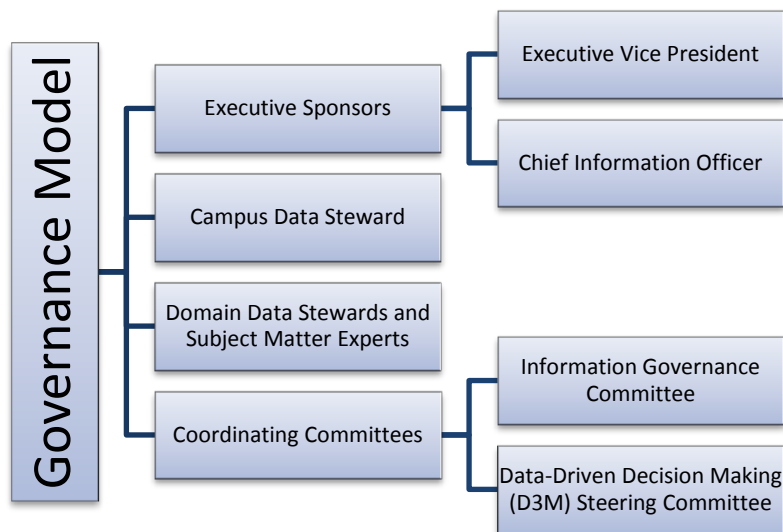 Governance Model
Executive Sponsors
Executive Vice President
Chief Information Officer
Campus Data Steward
Domain Data Stewards and
Subject Matter Experts
Coordinating Committees
Information Governance
Committee
Data-Driven Decision Making
(D3M) Steering Committee